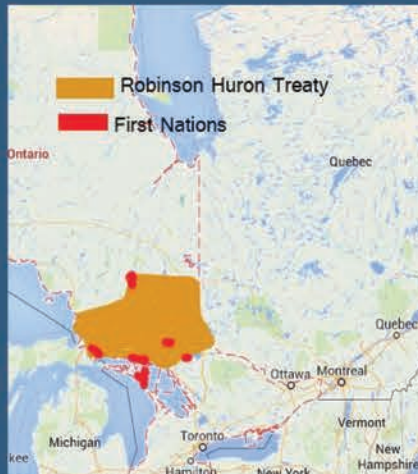 Robinson Huron Treaty
First Nations
Ontario
Quebec
Quebec
Ottawa
Montreal
Vermont
Michigan
Toronto
New
Hampshire
kee
Hamilton
New York